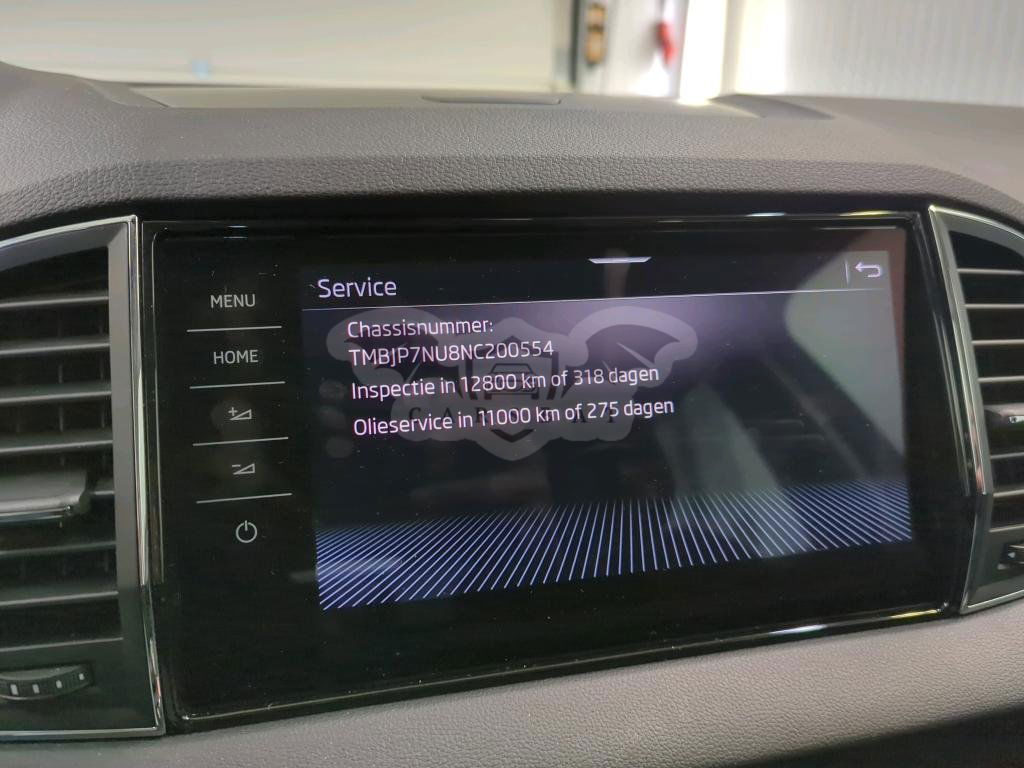 Service
MENU
HOME
Chassisnummer:
TMBJP7NU8NC200554
Inspectie in 12800 km of 318 dagen
Olieservice in 11000 km of 275 dagen